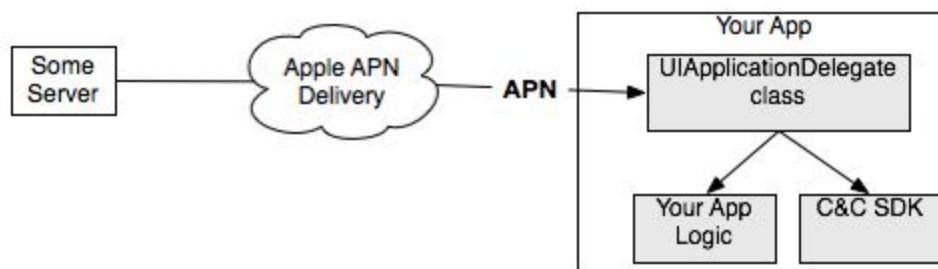 Your App
Some
Server
Apple APN
Delivery
APN
UIApplicationDelegate
class
Your App
Logic
C&C SDK